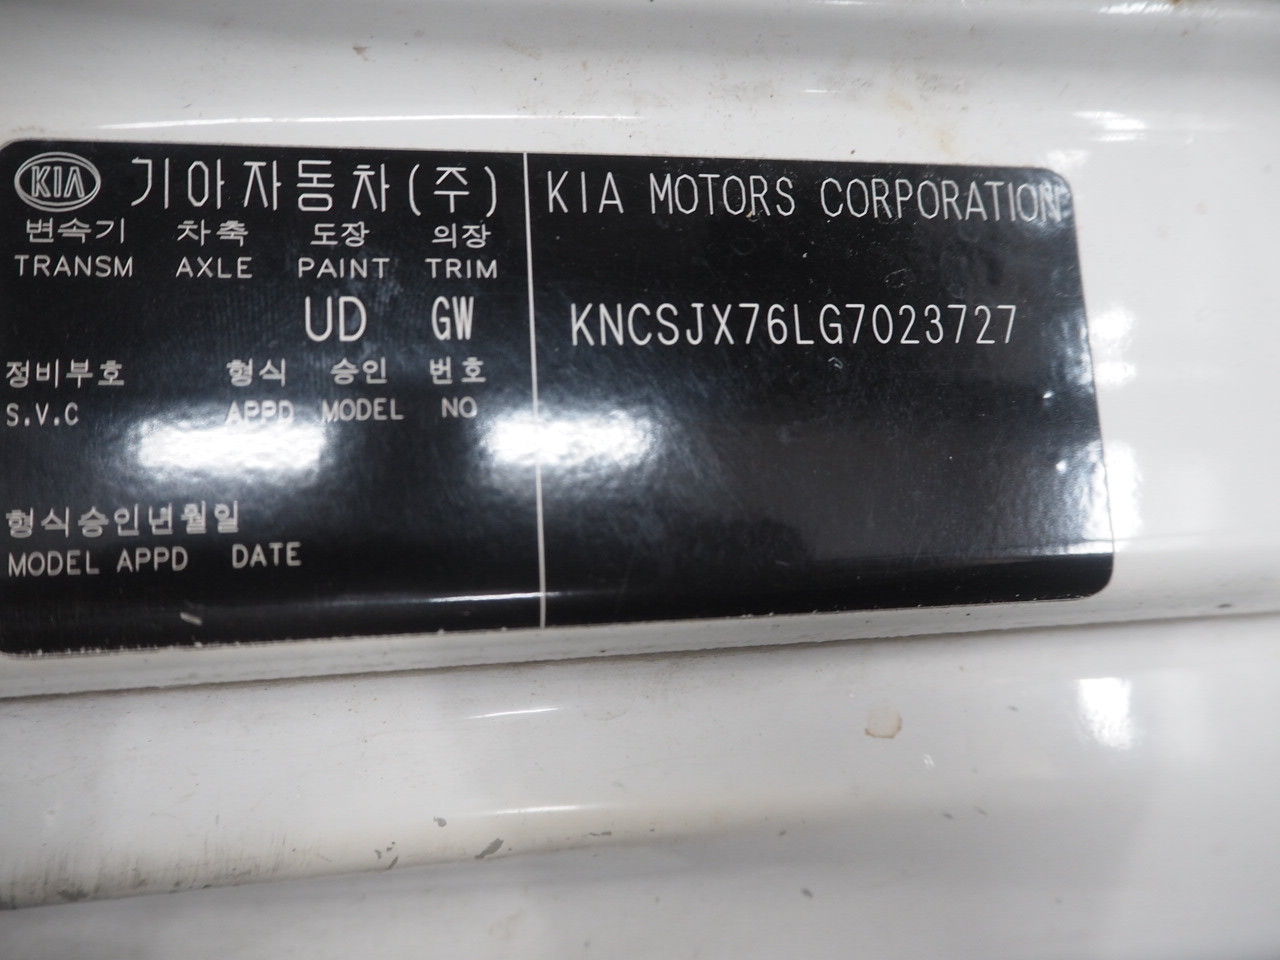 KIA 기아자동차(주)
변속기 차축 도장 의장
TRANSM AXLE PAINT TRIM
UD GW
정비부호 형식 승인 번호
S.V.C APPD MODEL NO
형식승인년월일
MODEL APPD DATE
KIA MOTORS CORPORATION
KNCSJX76LG7023727